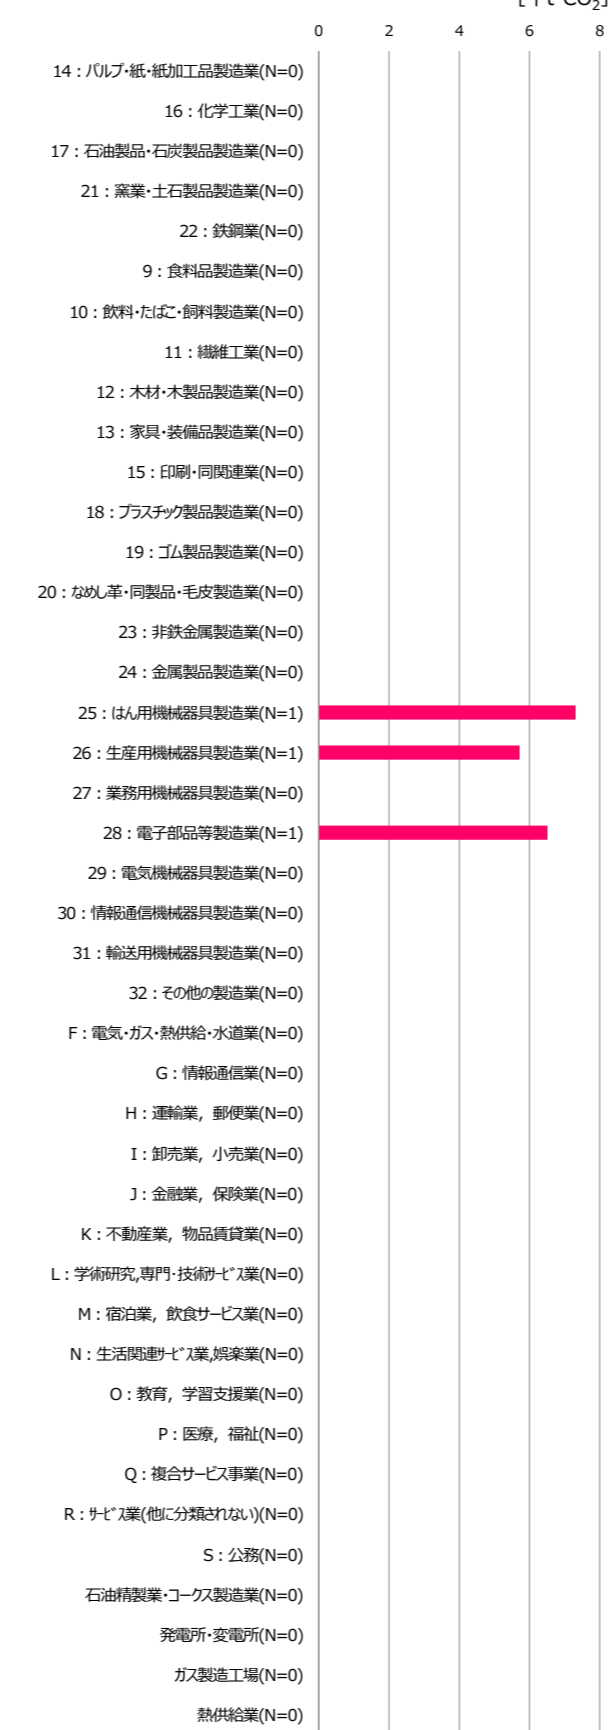 0 2 4 6 8
14：パルプ・紙・紙加工品製造業(N=0)
16：化学工業(N=0)
17：石油製品・石炭製品製造業(N=0)
21：窯業・土石製品製造業(N=0)
22：鉄鋼業(N=0)
9：食料品製造業(N=0)
10：飲料・たばこ・飼料製造業(N=0)
11：繊維工業(N=0)
12：木材・木製品製造業(N=0)
13：家具・装備品製造業(N=0)
15：印刷・同関連業(N=0)
18：プラスチック製品製造業(N=0)
19：ゴム製品製造業(N=0)
20：なめし革・同製品・毛皮製造業(N=0)
23：非鉄金属製造業(N=0)
24：金属製品製造業(N=0)
25：はん用機械器具製造業(N=1)
26：生産用機械器具製造業(N=1)
27：業務用機械器具製造業(N=0)
28：電子部品等製造業(N=1)
29：電気機械器具製造業(N=0)
30：情報通信機械器具製造業(N=0)
31：輸送用機械器具製造業(N=0)
32：その他の製造業(N=0)
F：電気・ガス・熱供給・水道業(N=0)
G：情報通信業(N=0)
H：運輸業，郵便業(N=0)
I：卸売業，小売業(N=0)
J：金融業，保険業(N=0)
K：不動産業，物品賃貸業(N=0)
L：学術研究,専門・技術ｻｰﾋﾞｽ業(N=0)
M：宿泊業，飲食サービス業(N=0)
N：生活関連ｻｰﾋﾞｽ業,娯楽業(N=0)
O：教育，学習支援業(N=0)
P：医療，福祉(N=0)
Q：複合サービス事業(N=0)
R：ｻｰﾋﾞｽ業(他に分類されない)(N=0)
S：公務(N=0)
石油精製業・コークス製造業(N=0)
発電所・変電所(N=0)
ガス製造工場(N=0)
熱供給業(N=0)